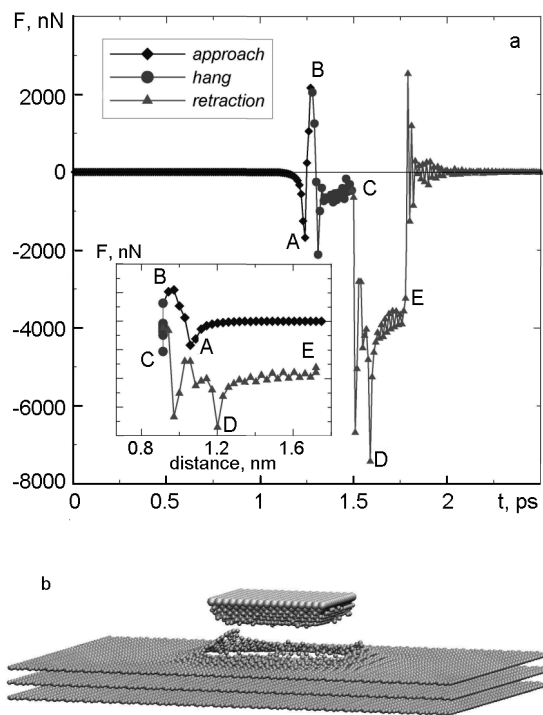 F, nN
a
approach
hang
retraction
B
2000
0
-2000
-4000
-6000
-8000
A
C
E
D
F, nN
B
A
C
E
D
0.8
1.2
1.6
distance, nm
0
0.5
1
1.5
2
t, ps
b